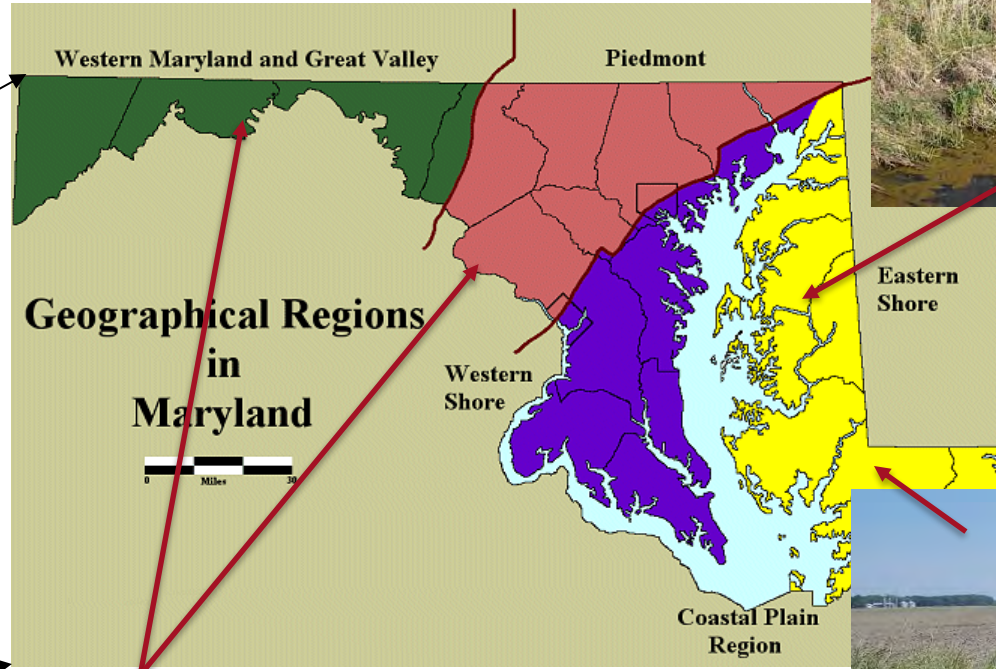 Western Maryland and Great Valley
Piedmont
Geographical Regions
in
Maryland
0 Miles 30
Western
Shore
Eastern
Shore
Coastal Plain
Region